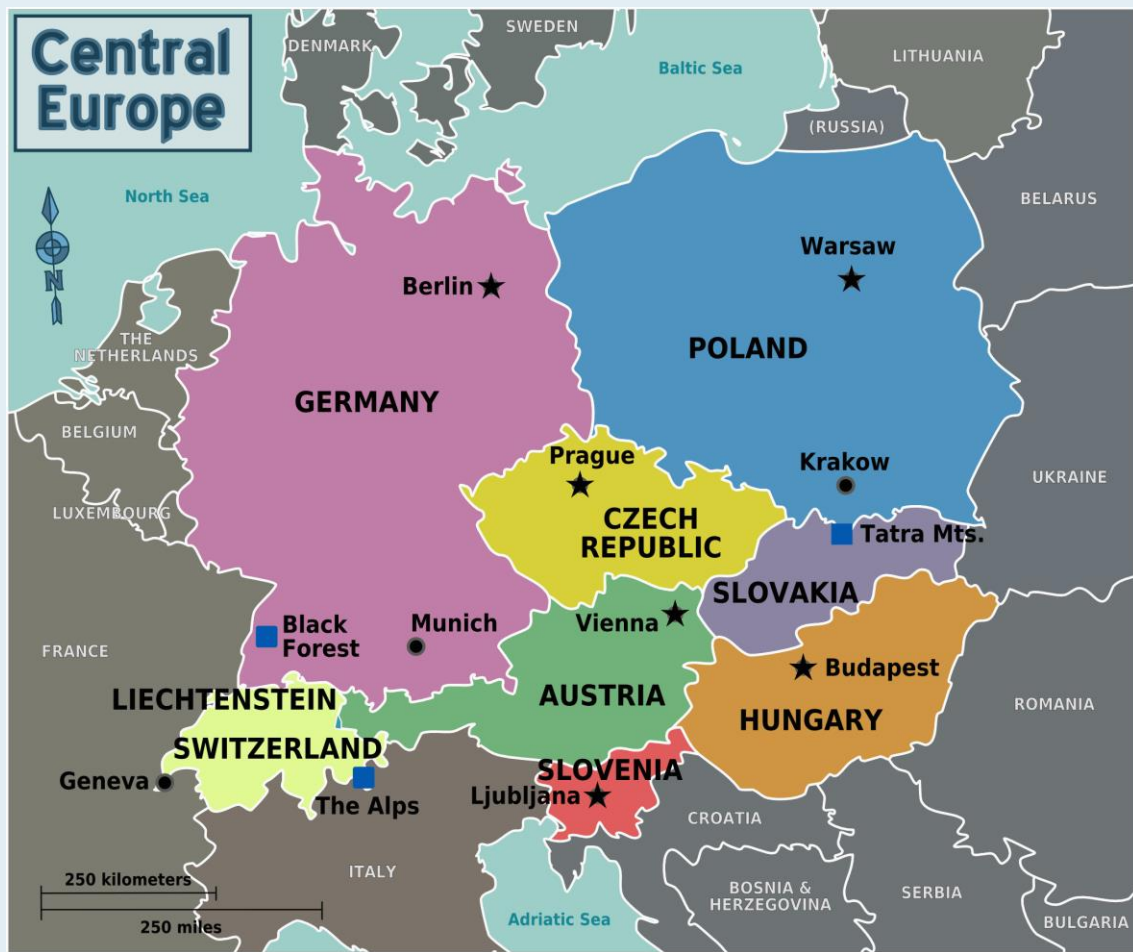 Central
Europe
DENMARK
SWEDEN
Baltic Sea
LITHUANIA
(RUSSIA)
North Sea
BELARUS
Warsaw
Berlin
N
THE
NETHERLANDS
POLAND
GERMANY
BELGIUM
Prague
Krakow
UKRAINE
LUXEMBOURG
CZECH
REPUBLIC
Tatra Mts.
SLOVAKIA
Black
Forest
Munich
Vienna
FRANCE
Budapest
LIECHTENSTEIN
AUSTRIA
ROMANIA
HUNGARY
SWITZERLAND
SLOVENIA
Geneva
Ljubljana
The Alps
CROATIA
ITALY
250 kilometers
BOSNIA &
HERZEGOVINA
SERBIA
Adriatic Sea
250 miles
BULGARIA